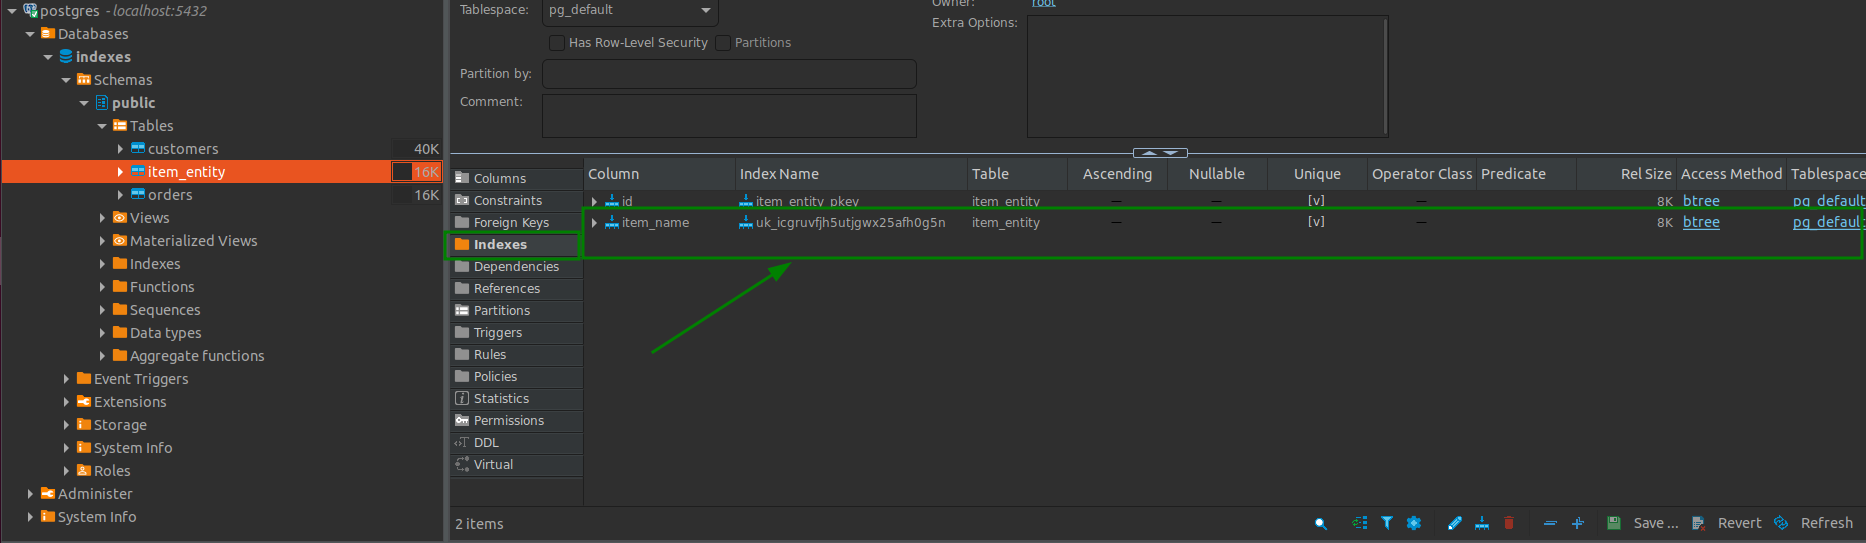 postgres - localhost:5432
Databases
indexes
Schemas
public
Tables
customers 40K
item_entity 16K
orders 16K
Views
Materialized Views
Indexes
Functions
Sequences
Data types
Aggregate functions
Event Triggers
Extensions
Storage
System Info
Roles
Administer
System Info
Tablespace: pg_default
Owner: root
Has Row-Level Security Partitions
Extra Options:
Partition by:
Comment:
Columns
Constraints
Foreign Keys
Indexes
Dependencies
References
Partitions
Triggers
Rules
Policies
Statistics
Permissions
DDL
Virtual
Column Index Name Table Ascending Nullable Unique Operator Class Predicate Rel Size Access Method Tablespace
id item_entity_pkey item_entity — — [v] — 8K btree pg_default
item_name uk_icgruvfjh5utjgwx25afh0g5n item_entity — — [v] — 8K btree pg_default
2 items
Save ... Revert Refresh